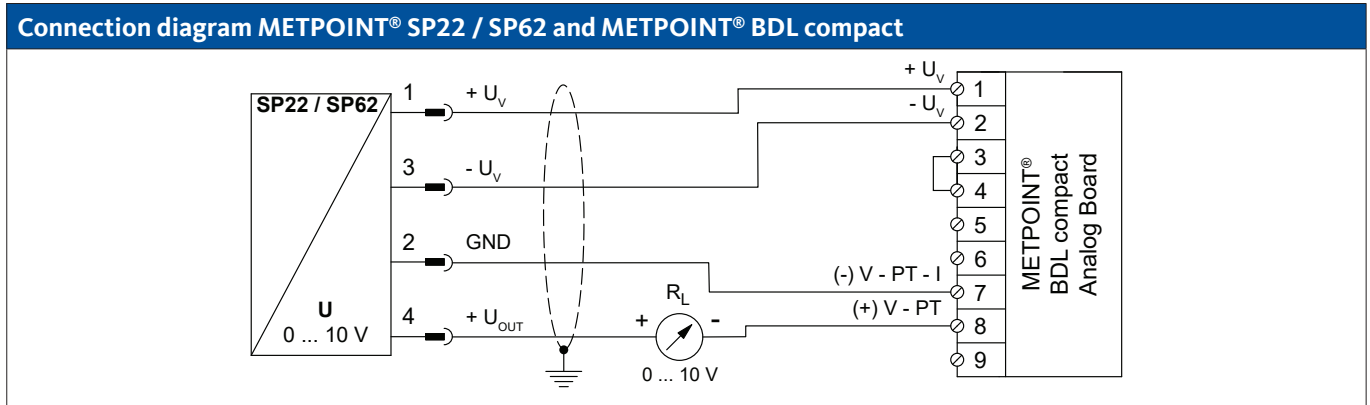 Connection diagram METPOINT® SP22 / SP62 and METPOINT® BDL compact
SP22 / SP62
U
0 ... 10 V
1
+ UV
3
- UV
2
GND
4
+ UOUT
RL
+
-
0 ... 10 V
+ UV
- UV
(-) V - PT - I
(+) V - PT
1
2
3
4
5
6
7
8
9
METPOINT®
BDL compact
Analog Board